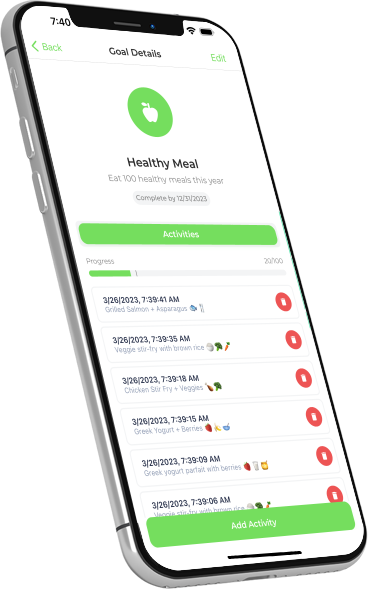 7:40
Back Goal Details Edit
Healthy Meal
Eat 100 healthy meals this year
Complete by 12/31/2023
Activities
Progress 20/100
3/26/2023, 7:39:41 AM
Grilled Salmon + Asparagus 🐟
3/26/2023, 7:39:35 AM
Veggie stir-fry with brown rice 🍚🥦🥕
3/26/2023, 7:39:18 AM
Chicken Stir Fry + Veggies 🍗🥦
3/26/2023, 7:39:15 AM
Greek Yogurt + Berries 🍓🍌🥣
3/26/2023, 7:39:09 AM
Greek yogurt parfait with berries 🍓🥛🍯
3/26/2023, 7:39:06 AM
Veggie stir-fry with brown rice 🍚🥦🥕
Add Activity